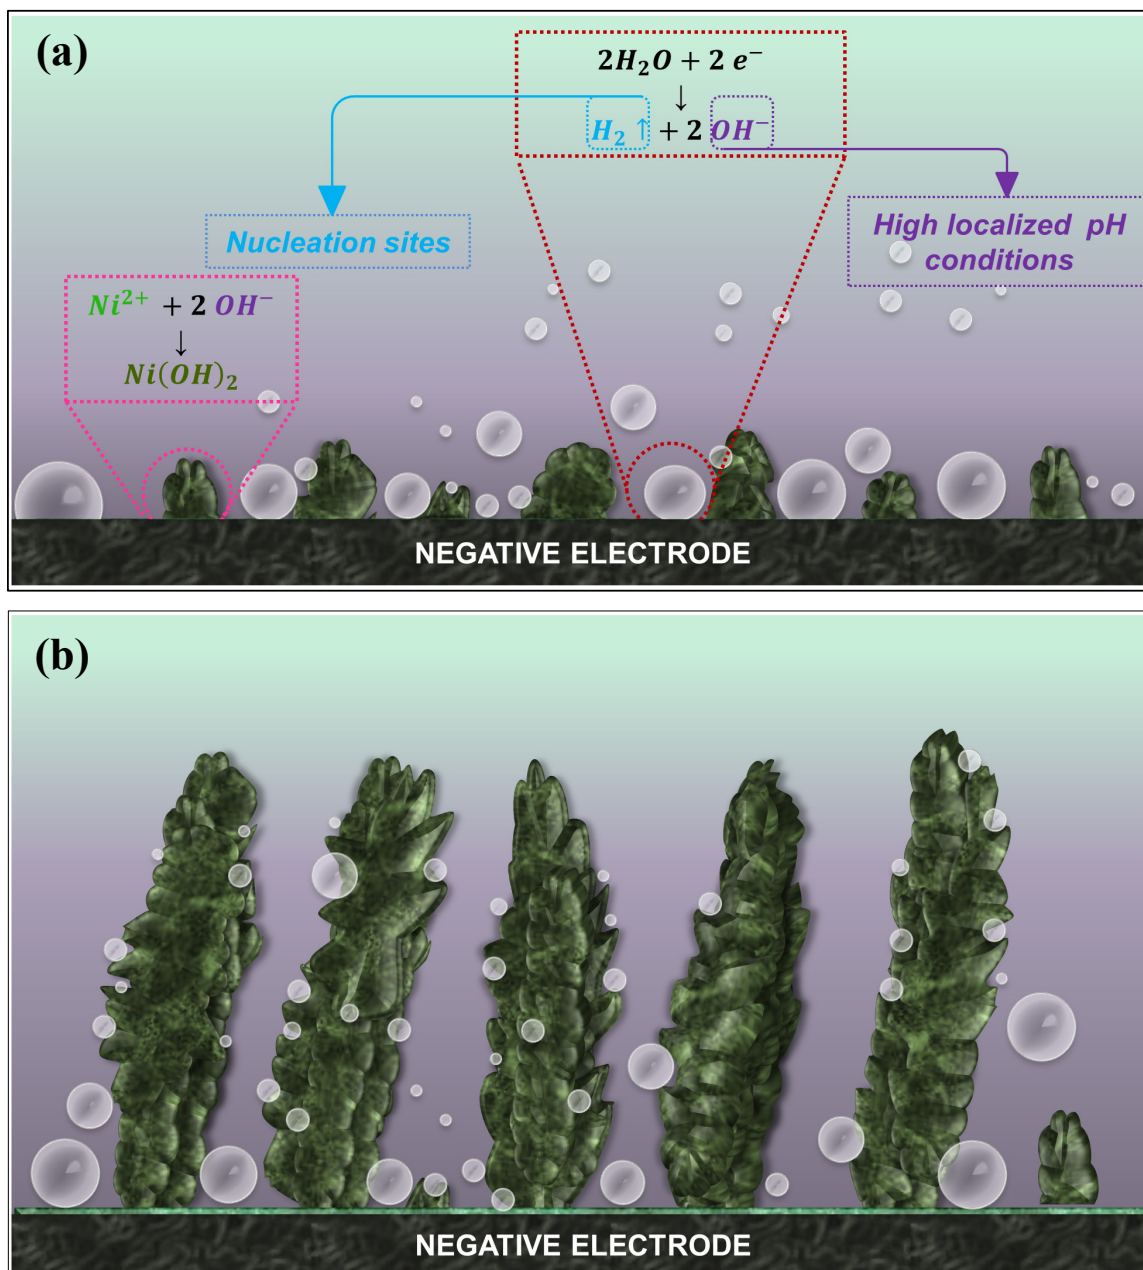 (a)
2H₂O + 2 e⁻
↓
H₂ ↑ + 2 OH⁻
Nucleation sites
High localized pH
conditions
Ni²⁺ + 2 OH⁻
↓
Ni(OH)₂
NEGATIVE ELECTRODE
(b)
NEGATIVE ELECTRODE